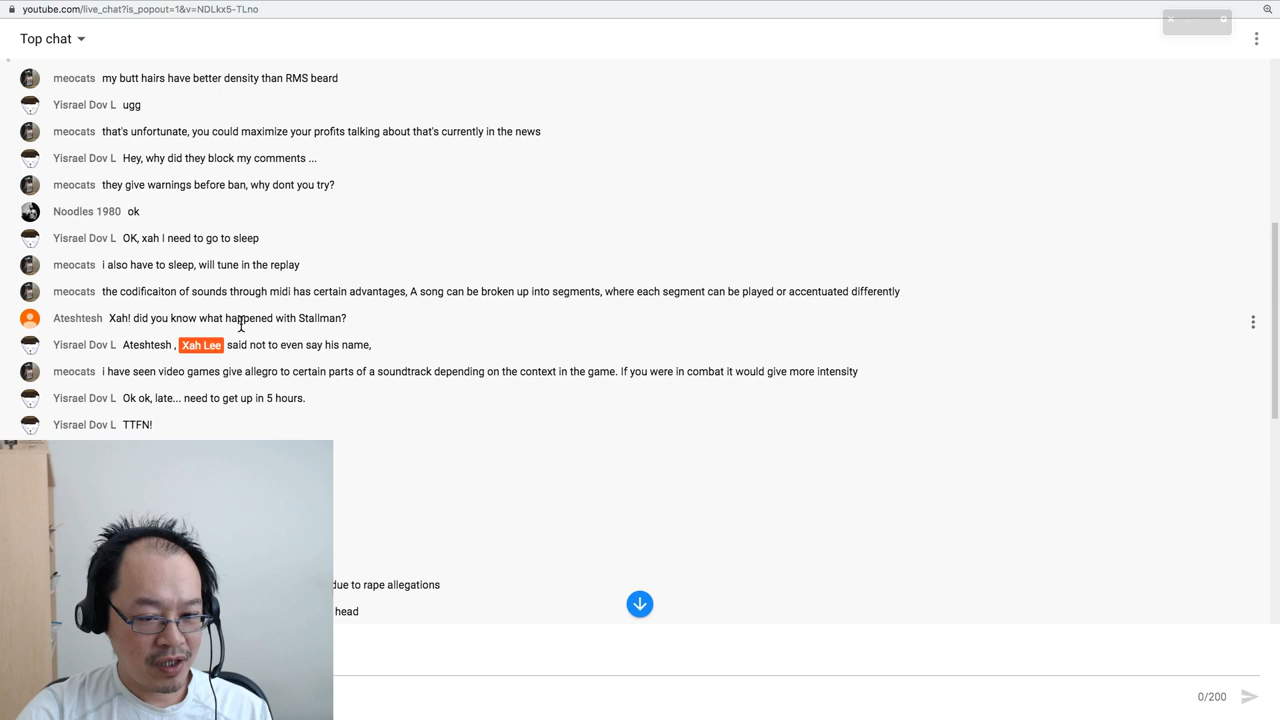 youtube.com/live_chat?is_popout=1&v=NDLkx5-TLno
Top chat
meocats my butt hairs have better density than RMS beard
Yisrael Dov L ugg
meocats that's unfortunate, you could maximize your profits talking about that's currently in the news
Yisrael Dov L Hey, why did they block my comments ...
meocats they give warnings before ban, why dont you try?
Noodles 1980 ok
Yisrael Dov L OK, xah I need to go to sleep
meocats i also have to sleep, will tune in the replay
meocats the codificaiton of sounds through midi has certain advantages, A song can be broken up into segments, where each segment can be played or accentuated differently
Ateshtesh Xah! did you know what happened with Stallman?
Yisrael Dov L Ateshtesh , Xah Lee said not to even say his name,
meocats i have seen video games give allegro to certain parts of a soundtrack depending on the context in the game. If you were in combat it would give more intensity
Yisrael Dov L Ok ok, late... need to get up in 5 hours.
Yisrael Dov L TTFN!
due to rape allegations
head
0/200